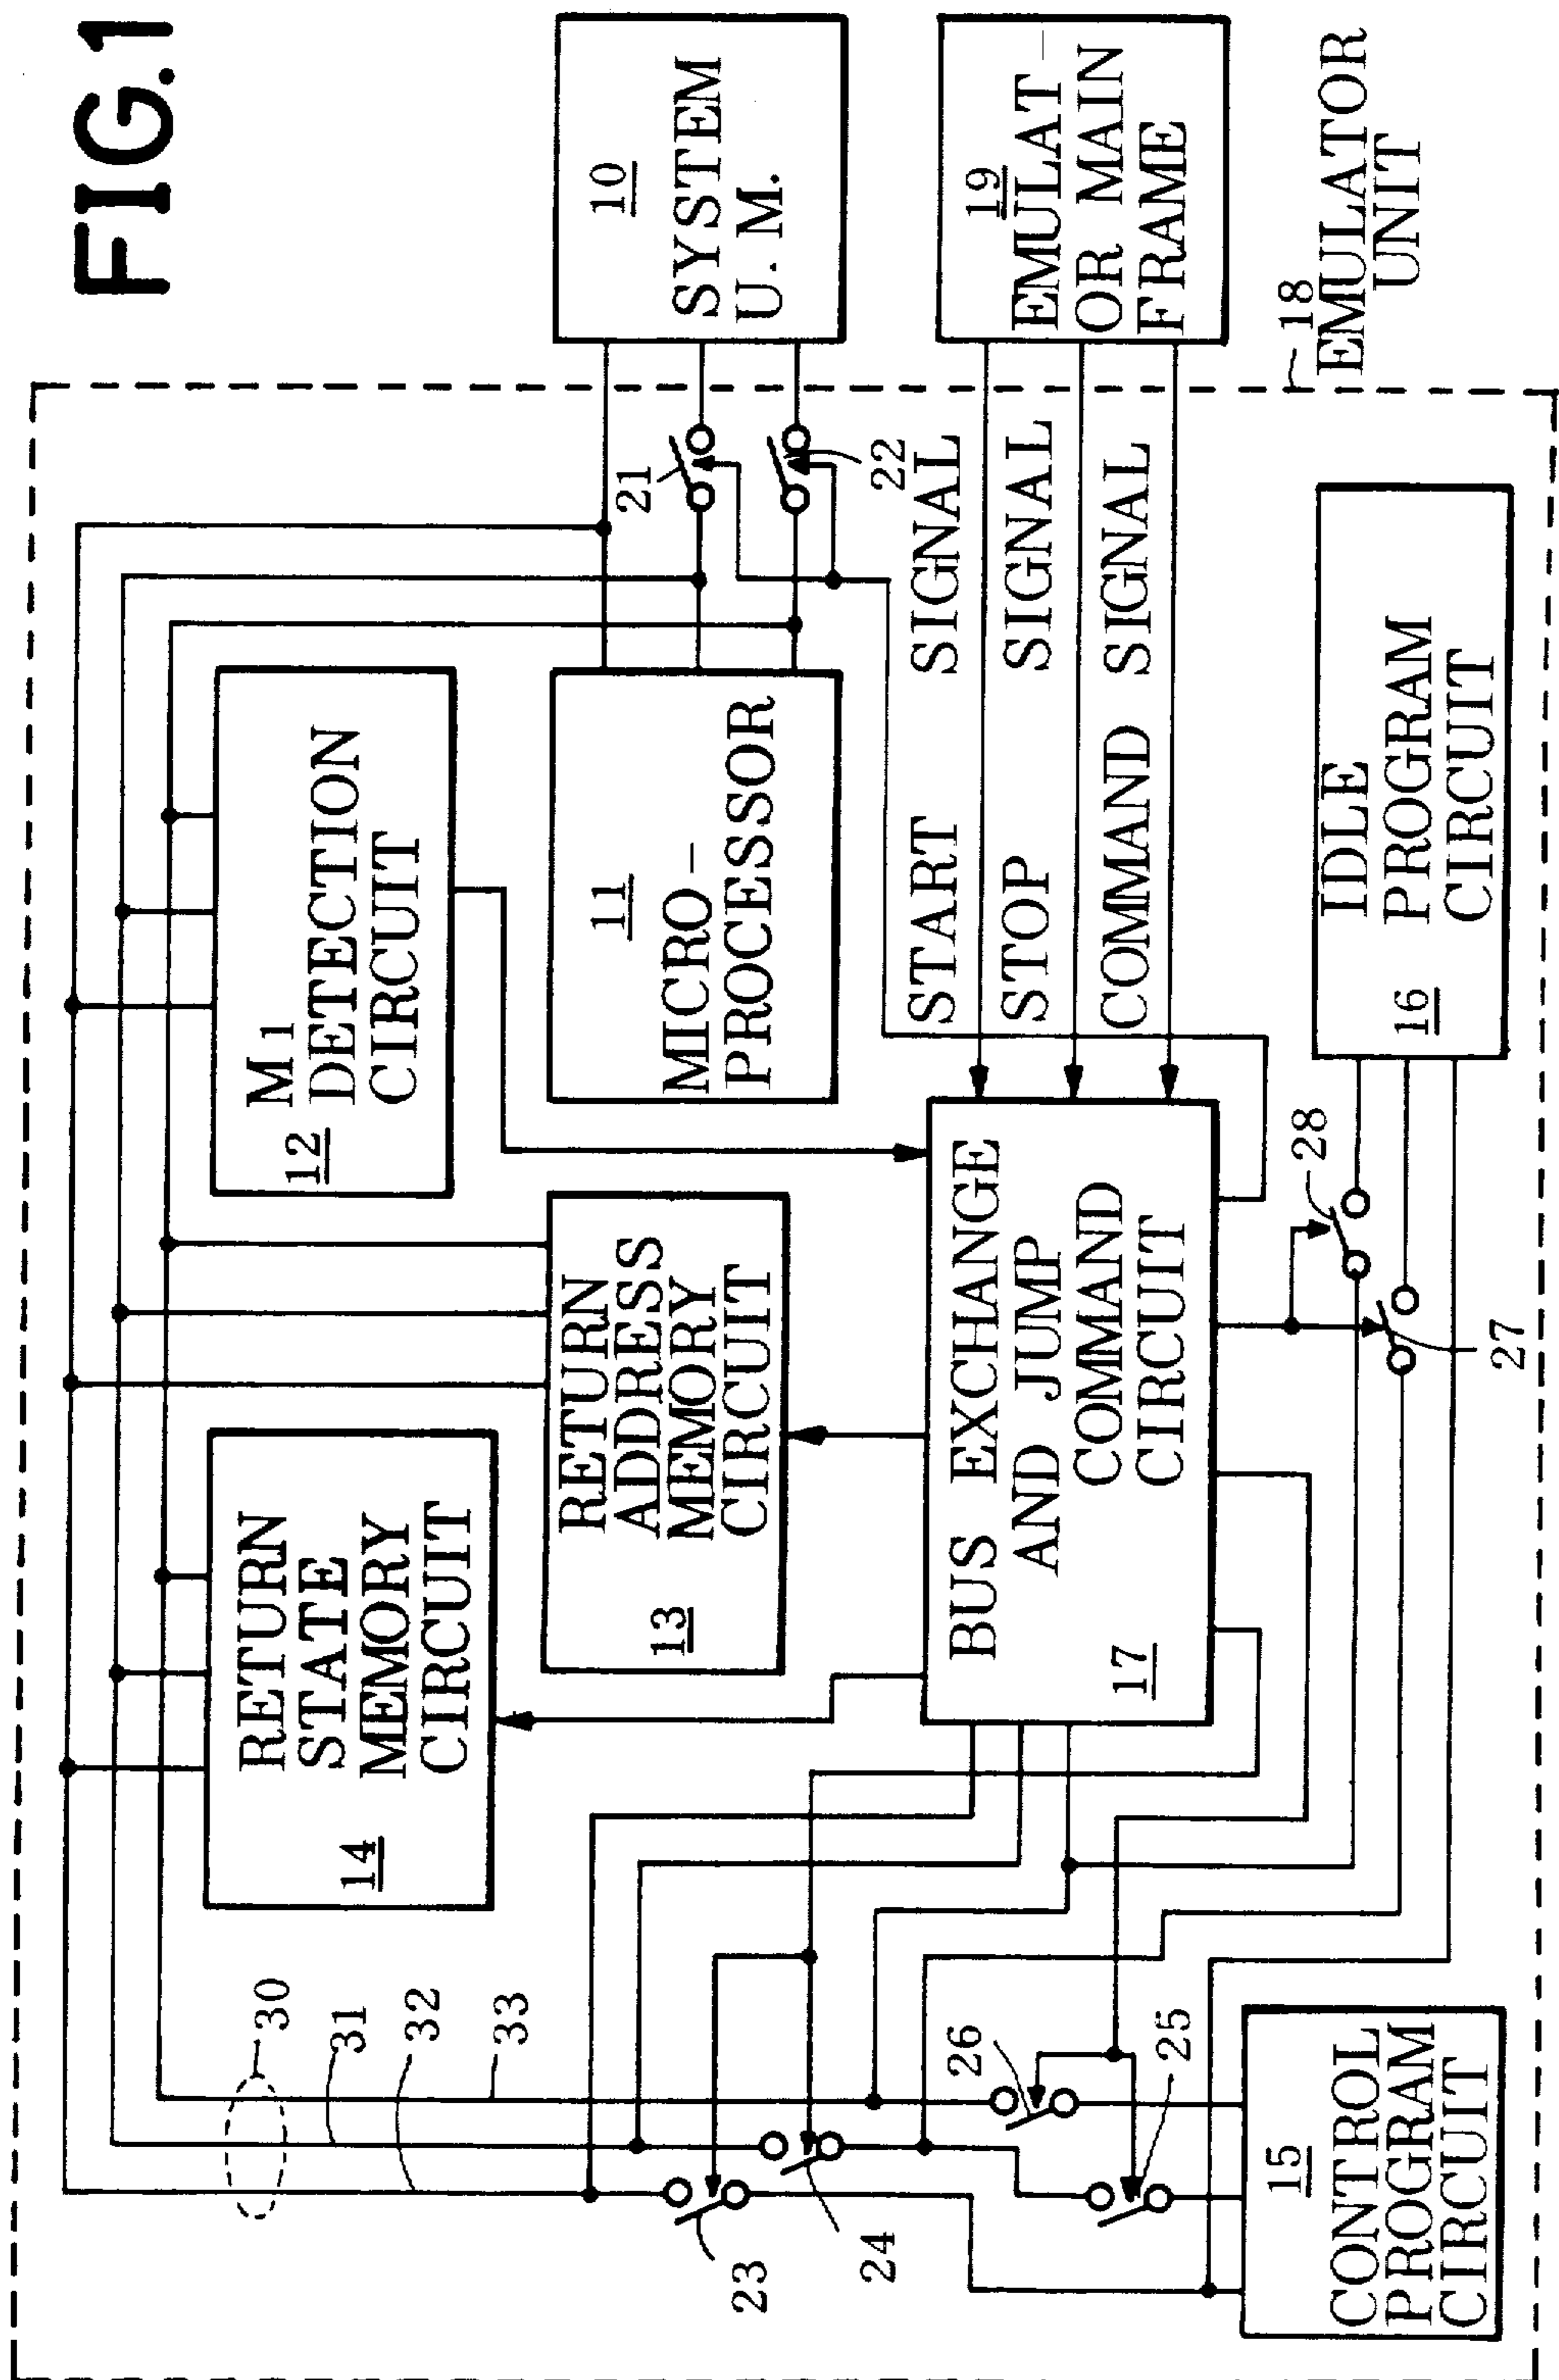 FIG.1
10
SYSTEM
U. M.
19
EMULAT-
OR MAIN
FRAME
18
EMULATOR
UNIT
21
22
START SIGNAL
STOP SIGNAL
COMMAND SIGNAL
M1
DETECTION
CIRCUIT
12
11
MICRO-
PROCESSOR
IDLE
PROGRAM
CIRCUIT
16
28
27
RETURN
ADDRESS
MEMORY
CIRCUIT
13
BUS EXCHANGE
AND JUMP
COMMAND
CIRCUIT
17
RETURN
STATE
MEMORY
CIRCUIT
14
30
31
32
33
26
25
23
24
15
CONTROL
PROGRAM
CIRCUIT